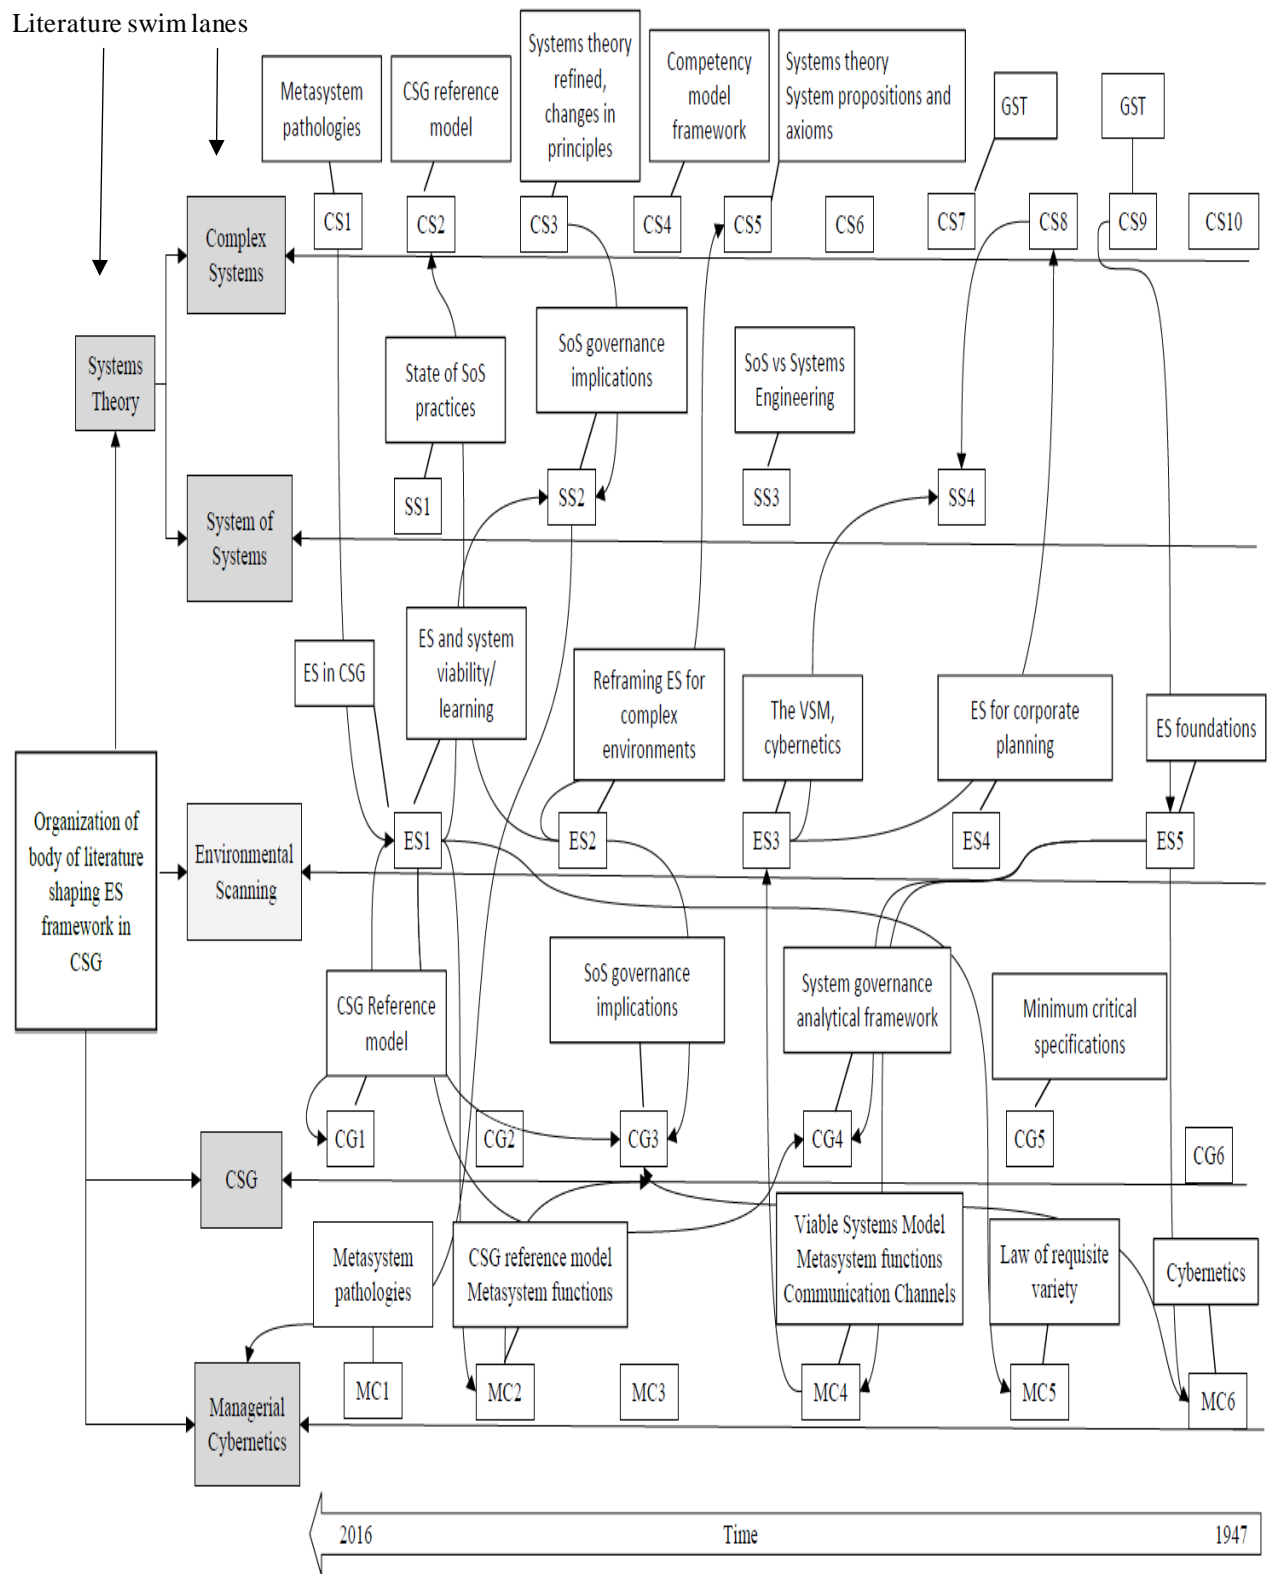 Literature swim lanes
Metasystem
pathologies
CSG reference
model
Systems theory
refined,
changes in
principles
Competency
model
framework
Systems theory
System propositions and
axioms
GST
GST
CS1
CS2
CS3
CS4
CS5
CS6
CS7
CS8
CS9
CS10
Complex
Systems
Systems
Theory
State of SoS
practices
SoS governance
implications
SoS vs Systems
Engineering
SS1
SS2
SS3
SS4
System of
Systems
ES in CSG
ES and system
viability/
learning
Reframing ES for
complex
environments
The VSM,
cybernetics
ES for corporate
planning
ES foundations
Organization of
body of literature
shaping ES
framework in
CSG
Environmental
Scanning
ES1
ES2
ES3
ES4
ES5
CSG Reference
model
SoS governance
implications
System governance
analytical framework
Minimum critical
specifications
CG1
CG2
CG3
CG4
CG5
CG6
CSG
Metasystem
pathologies
CSG reference model
Metasystem functions
Viable Systems Model
Metasystem functions
Communication Channels
Law of requisite
variety
Cybernetics
Managerial
Cybernetics
MC1
MC2
MC3
MC4
MC5
MC6
2016
Time
1947